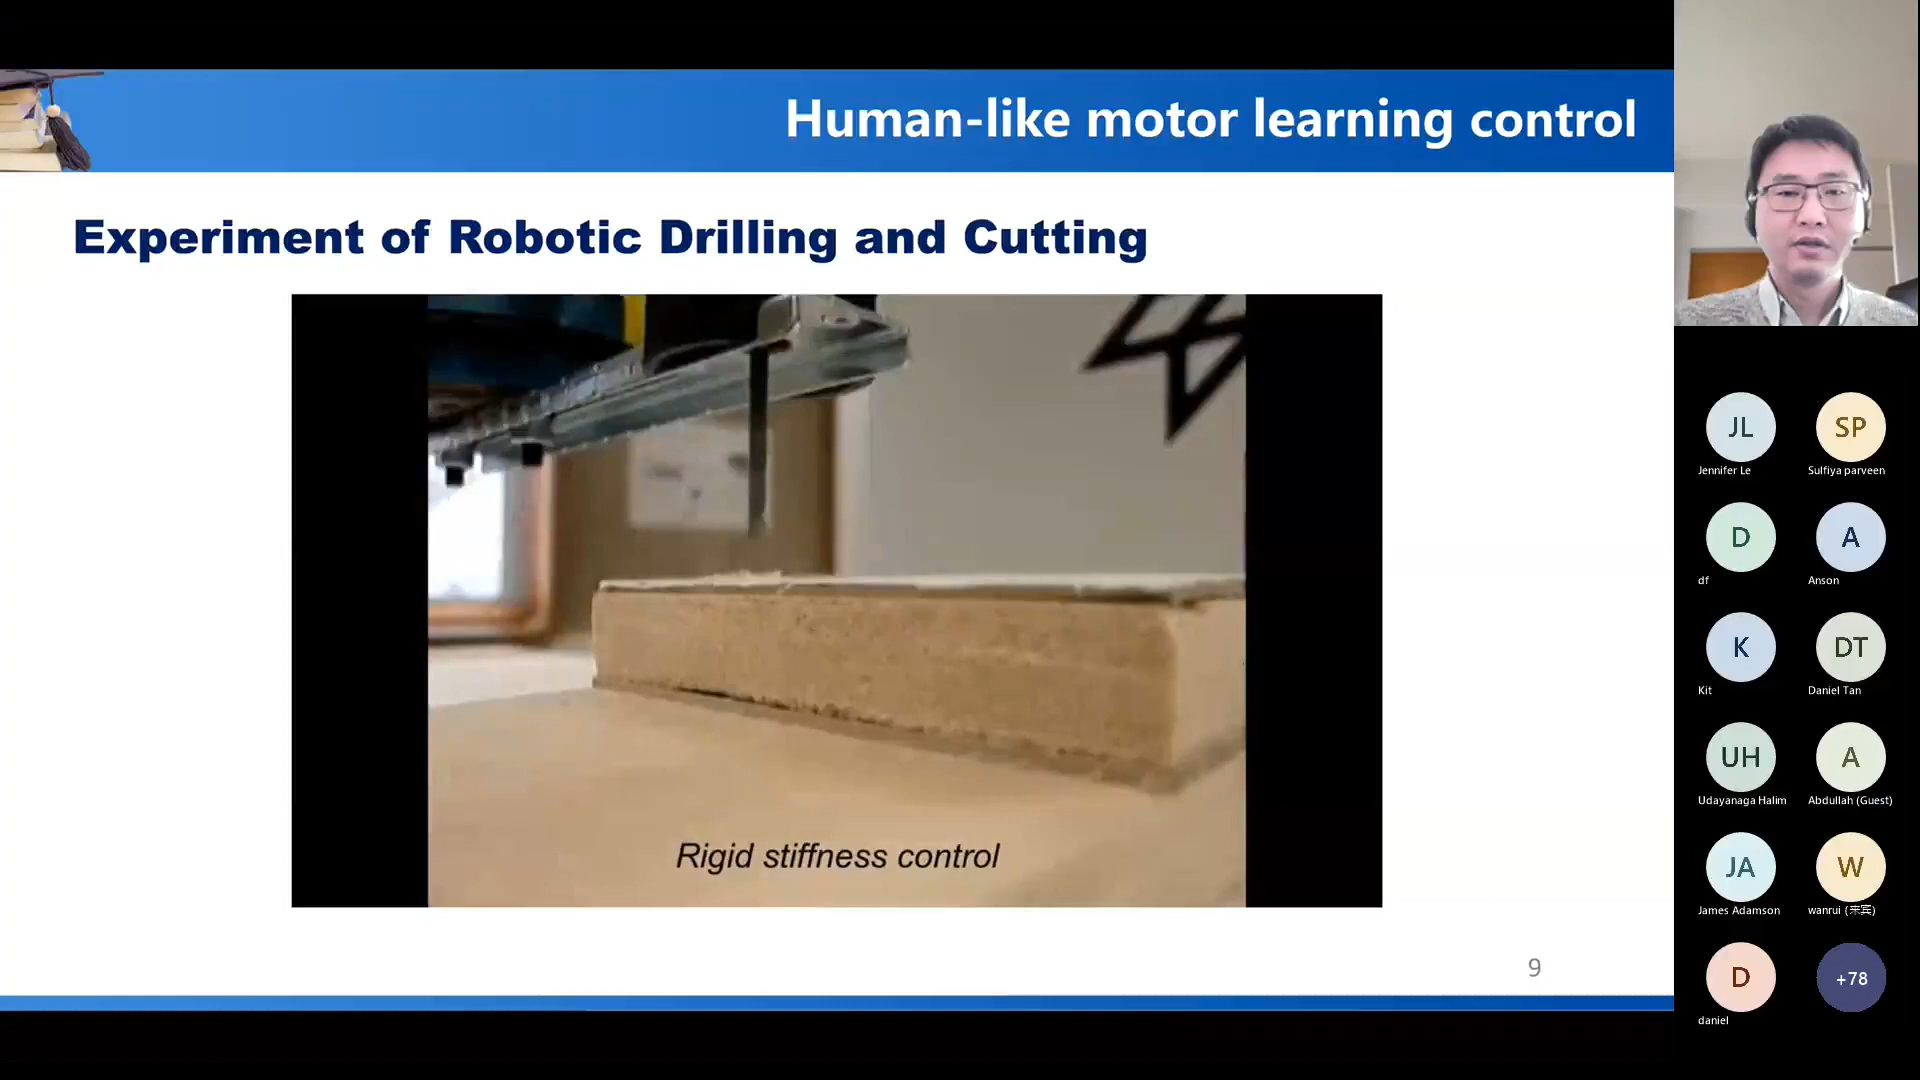 Human-like motor learning control
Experiment of Robotic Drilling and Cutting
Rigid stiffness control
9
JL
Jennifer Le
SP
Sulfiya parveen
D
df
A
Anson
K
Kit
DT
Daniel Tan
UH
Udayanaga Halim
A
Abdullah (Guest)
JA
James Adamson
W
wanrui (来宾)
D
daniel
+78